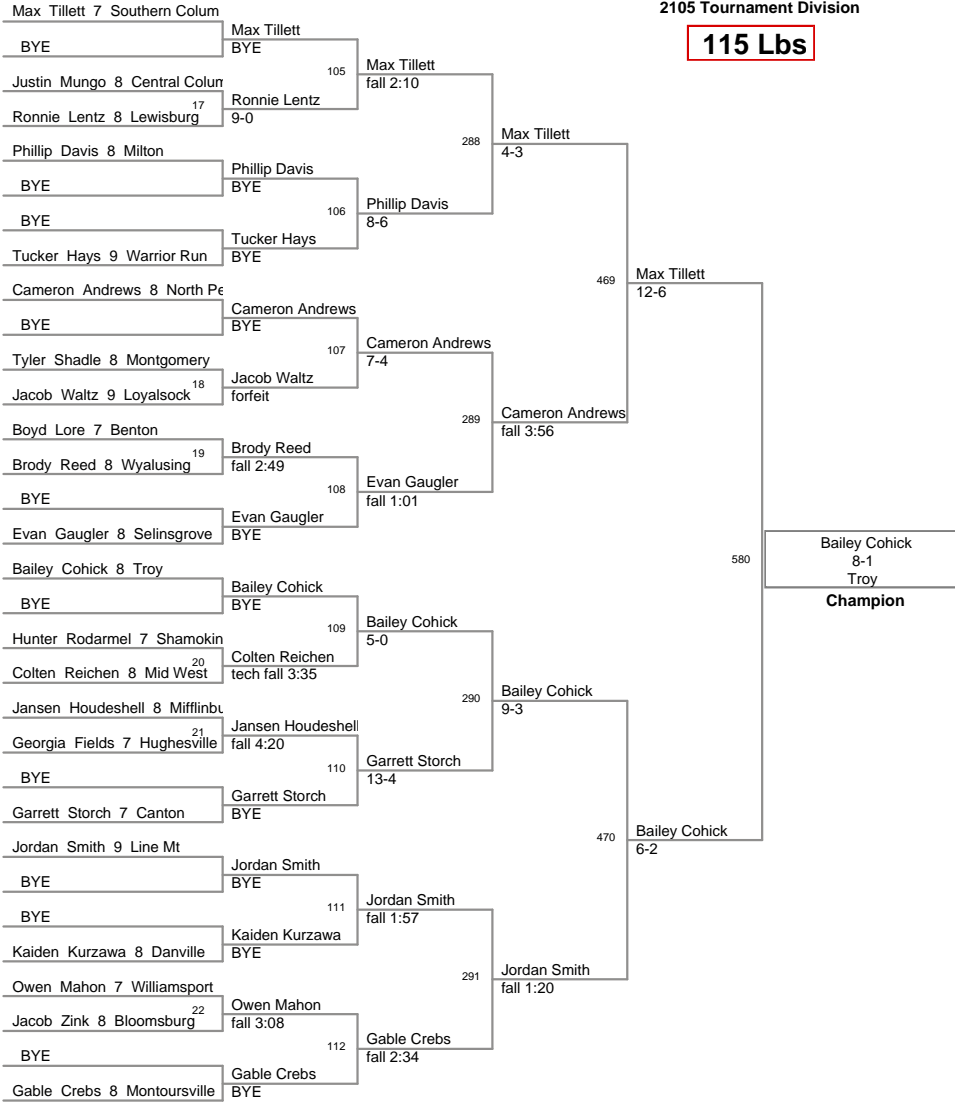 2105 Tournament Division
115 Lbs
Max Tillett 7 Southern Colum
BYE
Justin Mungo 8 Central Colum
17
Ronnie Lentz 8 Lewisburg
Phillip Davis 8 Milton
BYE
BYE
Tucker Hays 9 Warrior Run
Cameron Andrews 8 North Pe
BYE
Tyler Shadle 8 Montgomery
18
Jacob Waltz 9 Loyalsock
Boyd Lore 7 Benton
19
Brody Reed 8 Wyalusing
BYE
Evan Gaugler 8 Selinsgrove
Bailey Cohick 8 Troy
BYE
Hunter Rodarmel 7 Shamokin
20
Colten Reichen 8 Mid West
Jansen Houdeshell 8 Mifflinbu
21
Georgia Fields 7 Hughesville
BYE
Garrett Storch 7 Canton
Jordan Smith 9 Line Mt
BYE
BYE
Kaiden Kurzawa 8 Danville
Owen Mahon 7 Williamsport
22
Jacob Zink 8 Bloomsburg
BYE
Gable Crebs 8 Montoursville
Max Tillett
BYE
105
Ronnie Lentz
9-0
Phillip Davis
BYE
106
Tucker Hays
BYE
Cameron Andrews
BYE
107
Jacob Waltz
forfeit
Brody Reed
fall 2:49
108
Evan Gaugler
BYE
Bailey Cohick
BYE
109
Colten Reichen
tech fall 3:35
Jansen Houdeshell
fall 4:20
110
Garrett Storch
BYE
Jordan Smith
BYE
111
Kaiden Kurzawa
BYE
Owen Mahon
fall 3:08
112
Gable Crebs
BYE
Max Tillett
fall 2:10
288
Phillip Davis
8-6
Cameron Andrews
7-4
289
Evan Gaugler
fall 1:01
Bailey Cohick
5-0
290
Garrett Storch
13-4
Jordan Smith
fall 1:57
291
Gable Crebs
fall 2:34
Max Tillett
4-3
469
Cameron Andrews
fall 3:56
Bailey Cohick
9-3
470
Jordan Smith
fall 1:20
Max Tillett
12-6
580
Bailey Cohick
6-2
Bailey Cohick
8-1
Troy
Champion